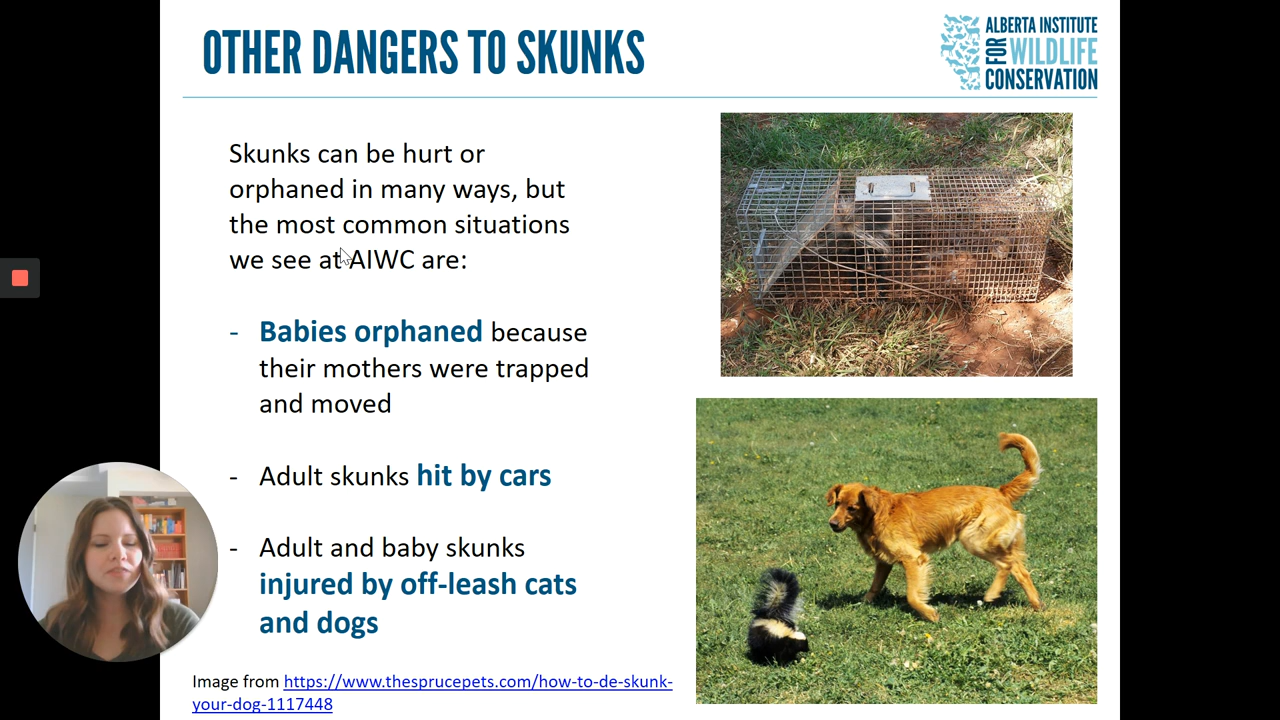 OTHER DANGERS TO SKUNKS
ALBERTA INSTITUTE
FOR WILDLIFE
CONSERVATION
Skunks can be hurt or
orphaned in many ways, but
the most common situations
we see at AIWC are:
- Babies orphaned because
their mothers were trapped
and moved
- Adult skunks hit by cars
- Adult and baby skunks
injured by off-leash cats
and dogs
Image from https://www.thesprucepets.com/how-to-de-skunk-
your-dog-1117448